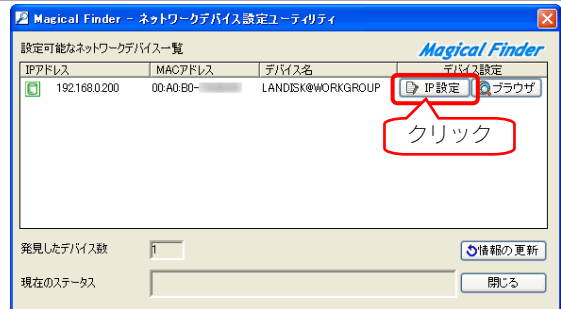 Magical Finder - ネットワークデバイス設定ユーティリティ
設定可能なネットワークデバイス一覧
Magical Finder
IPアドレス MACアドレス デバイス名 デバイス設定
192.168.0.200 00:A0:B0- LANDISK@WORKGROUP IP設定 ブラウザ
クリック
発見したデバイス数 1 情報の更新
現在のステータス 閉じる